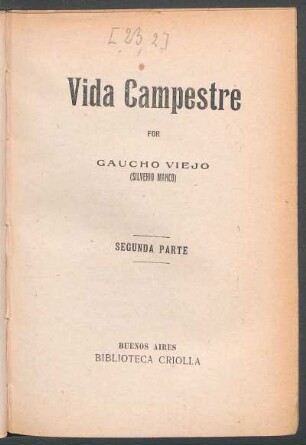 [23, 2]
Vida Campestre
POR
GAUCHO VIEJO
(SILVERIO MANCO)
SEGUNDA PARTE
BUENOS AIRES
BIBLIOTECA CRIOLLA